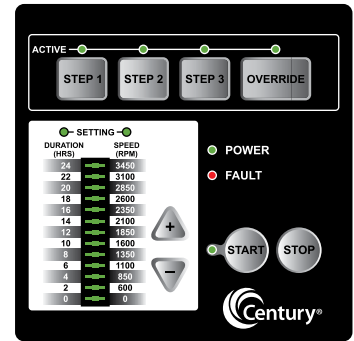 ACTIVE
STEP 1 STEP 2 STEP 3 OVERRIDE
SETTING
DURATION (HRS) SPEED (RPM)
24 3450
22 3100
20 2850
18 2600
16 2350
14 2100
12 1850
10 1600
8 1350
6 1100
4 850
2 600
0 0
+
−
POWER
FAULT
START STOP
Century®